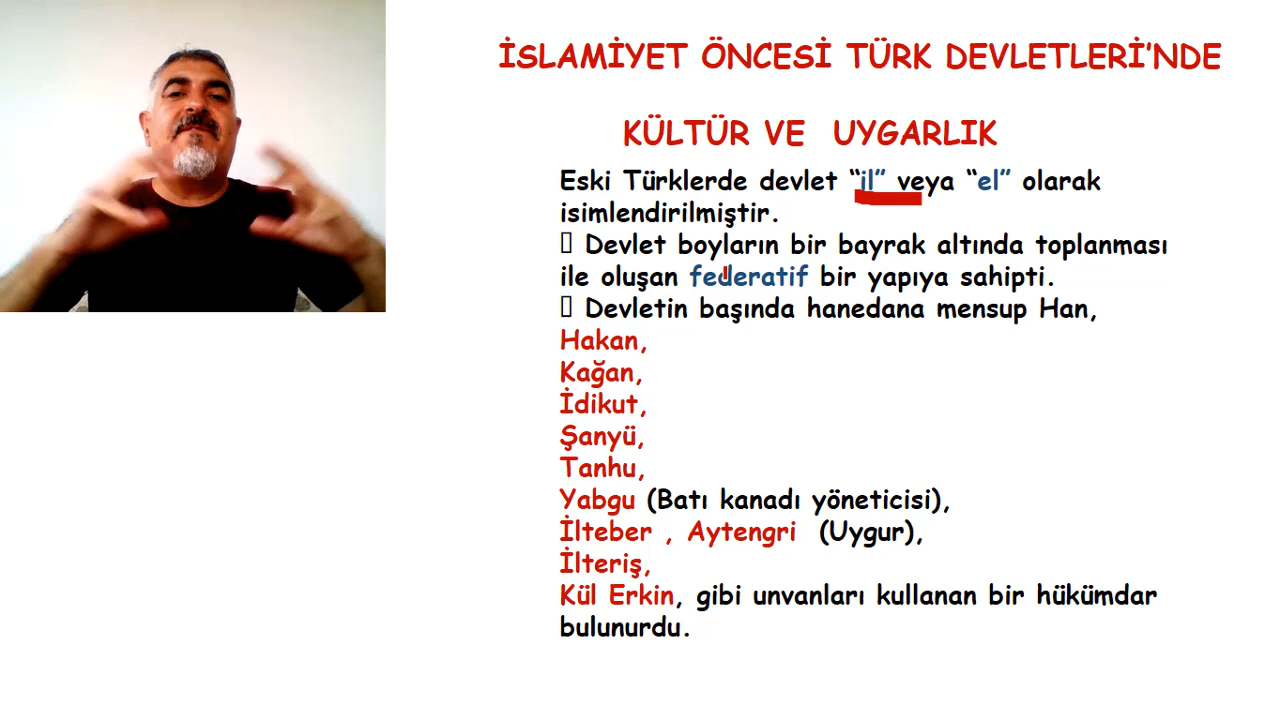 İSLAMİYET ÖNCESİ TÜRK DEVLETLERİ’NDE
KÜLTÜR VE UYGARLIK
Eski Türklerde devlet “il” veya “el” olarak
isimlendirilmiştir.
▯ Devlet boyların bir bayrak altında toplanması
ile oluşan federatif bir yapıya sahipti.
▯ Devletin başında hanedana mensup Han,
Hakan,
Kağan,
İdikut,
Şanyü,
Tanhu,
Yabgu (Batı kanadı yöneticisi),
İlteber , Aytengri (Uygur),
İlteriş,
Kül Erkin, gibi unvanları kullanan bir hükümdar
bulunurdu.